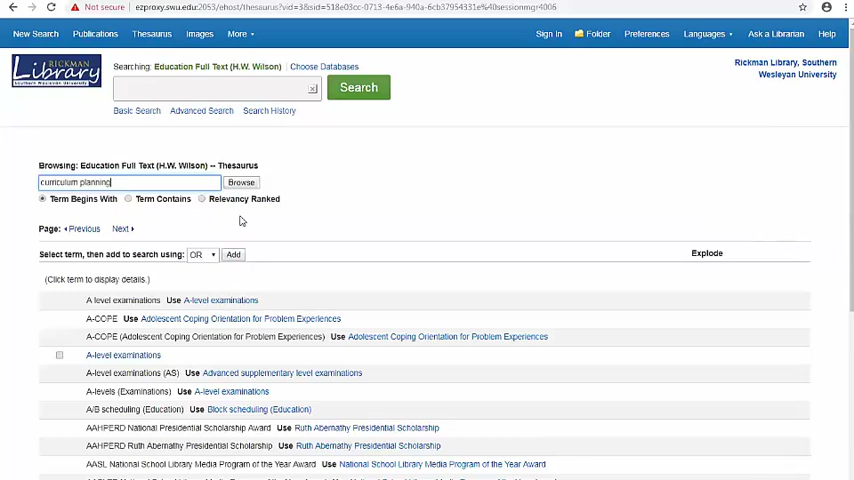 Not secure | ezproxy.swu.edu:2053/ehost/thesaurus?vid=3&sid=518e03cc-0713-4e6a-940a-6cb37954331e%40sessionmgr4006
New Search Publications Thesaurus Images More Sign In Folder Preferences Languages Ask a Librarian Help
RICKMAN
Library
Southern Wesleyan University
Searching: Education Full Text (H.W. Wilson) Choose Databases
Search
Basic Search Advanced Search Search History
Rickman Library, Southern
Wesleyan University
Browsing: Education Full Text (H.W. Wilson) -- Thesaurus
curriculum planning Browse
Term Begins With Term Contains Relevancy Ranked
Page: Previous Next
Select term, then add to search using: OR Add Explode
(Click term to display details.)
A level examinations Use A-level examinations
A-COPE Use Adolescent Coping Orientation for Problem Experiences
A-COPE (Adolescent Coping Orientation for Problem Experiences) Use Adolescent Coping Orientation for Problem Experiences
A-level examinations
A-level examinations (AS) Use Advanced supplementary level examinations
A-levels (Examinations) Use A-level examinations
A/B scheduling (Education) Use Block scheduling (Education)
AAHPERD National Presidential Scholarship Award Use Ruth Abernathy Presidential Scholarship
AAHPERD Ruth Abernathy Presidential Scholarship Use Ruth Abernathy Presidential Scholarship
AASL National School Library Media Program of the Year Award Use National School Library Media Program of the Year Award